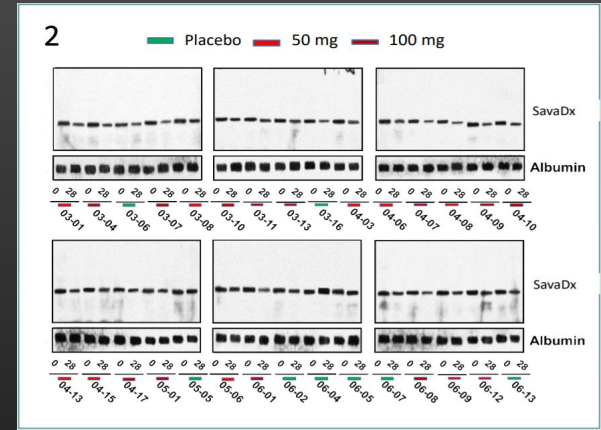 2
Placebo 50 mg 100 mg
SavaDx
Albumin
0 28 0 28 0 28 0 28 0 28 0 28 0 28 0 28 0 28 0 28 0 28 0 28 0 28 0 28 0 28
03-01 03-04 03-06 03-07 03-08 03-10 03-11 03-13 03-16 04-03 04-06 04-07 04-08 04-09 04-10
SavaDx
Albumin
0 28 0 28 0 28 0 28 0 28 0 28 0 28 0 28 0 28 0 28 0 28 0 28 0 28 0 28 0 28
04-13 04-15 04-17 05-01 05-05 05-06 06-01 06-02 06-04 06-05 06-07 06-08 06-09 06-12 06-13